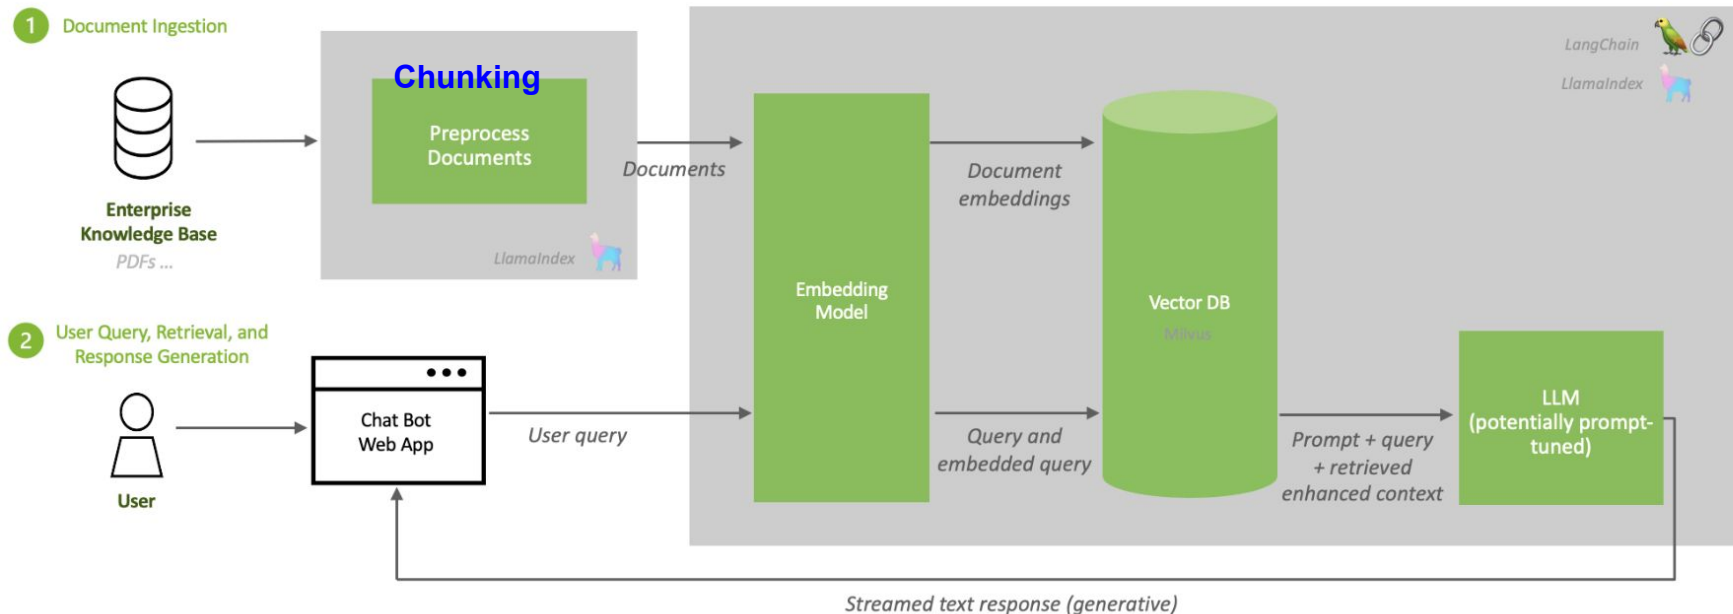 1 Document Ingestion
Enterprise
Knowledge Base
PDFs ...
Chunking
Preprocess
Documents
LlamaIndex
Documents
LangChain
LlamaIndex
Embedding
Model
Document
embeddings
Vector DB
Milvus
2 User Query, Retrieval, and
Response Generation
User
Chat Bot
Web App
User query
Query and
embedded query
Prompt + query
+ retrieved
enhanced context
LLM
(potentially prompt-
tuned)
Streamed text response (generative)